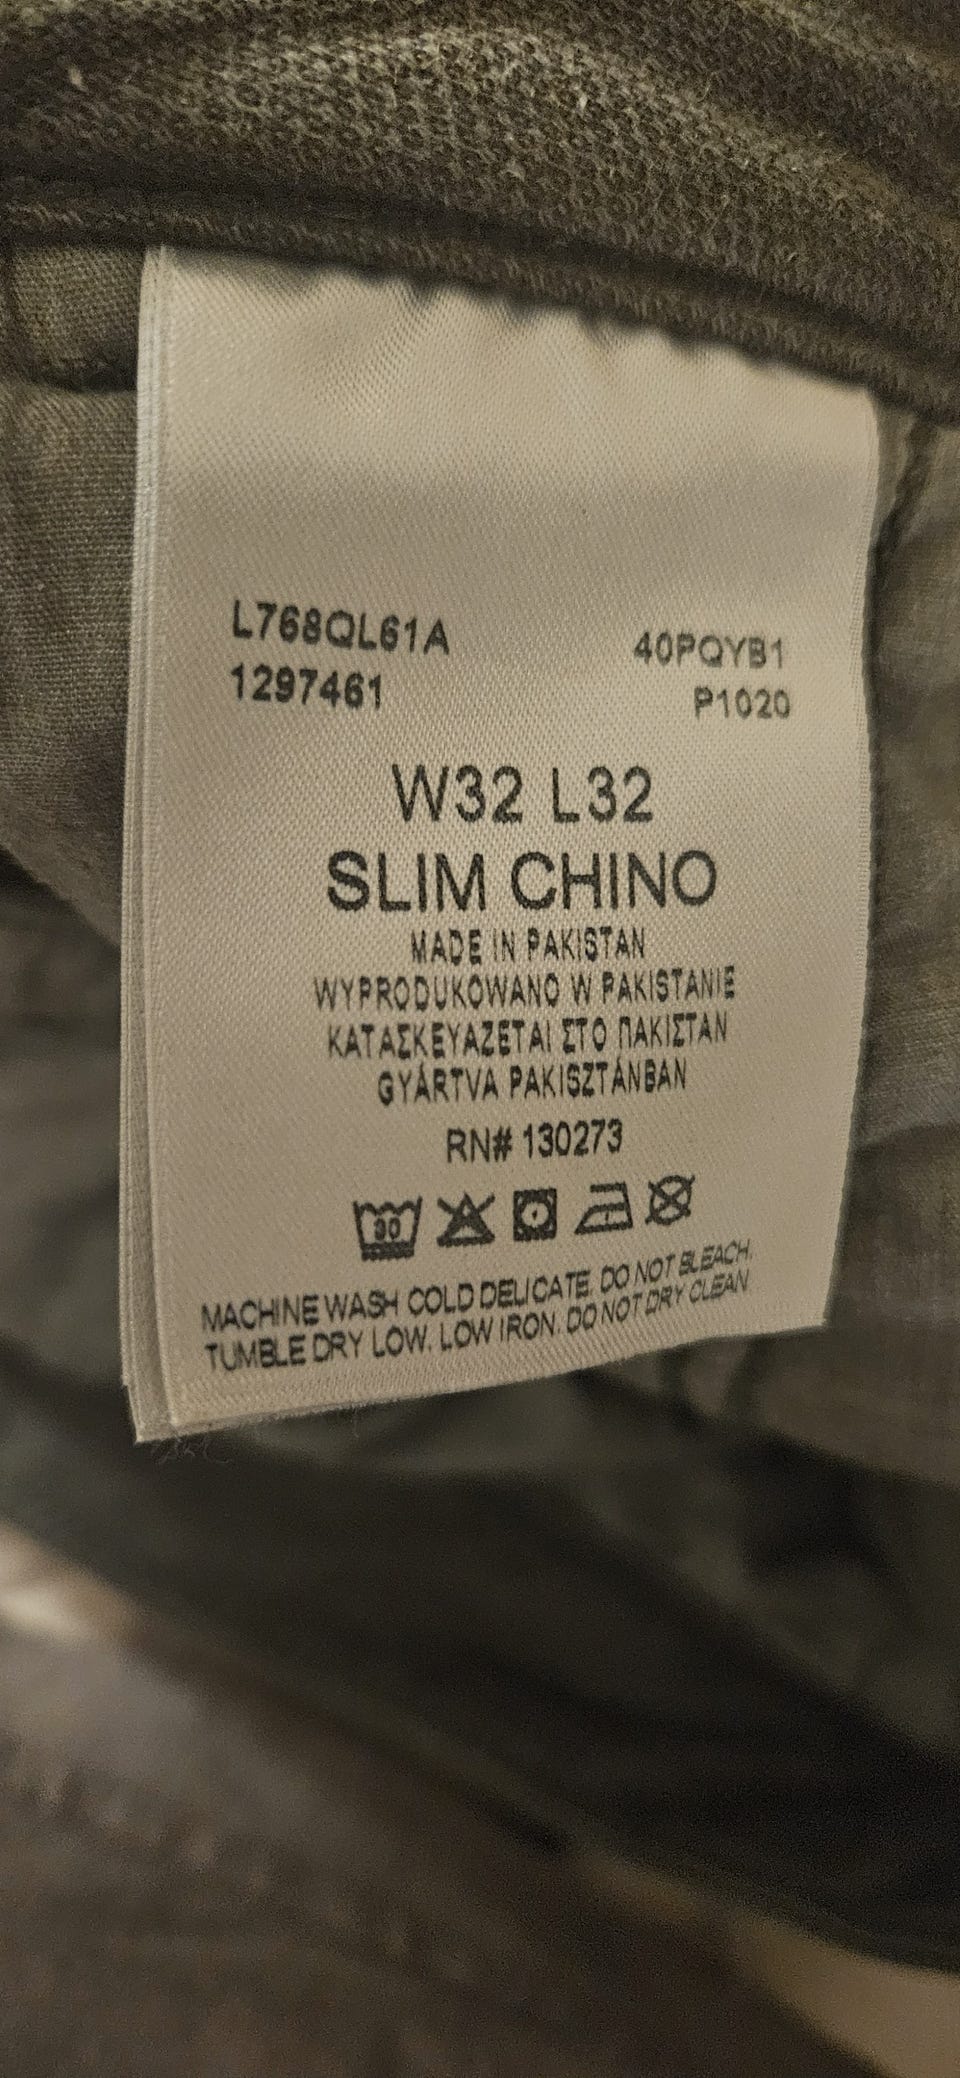 L768QL61A
40PQYB1
1297461
P1020
W32 L32
SLIM CHINO
MADE IN PAKISTAN
WYPRODUKOWANO W PAKISTANIE
ΚΑΤΑΣΚΕΥΑΖΕΤΑΙ ΣΤΟ ΠΑΚΙΣΤΑΝ
GYÁRTVA PAKISZTÁNBAN
RN# 130273
30
MACHINE WASH COLD DELICATE. DO NOT BLEACH.
TUMBLE DRY LOW. LOW IRON. DO NOT DRY CLEAN.